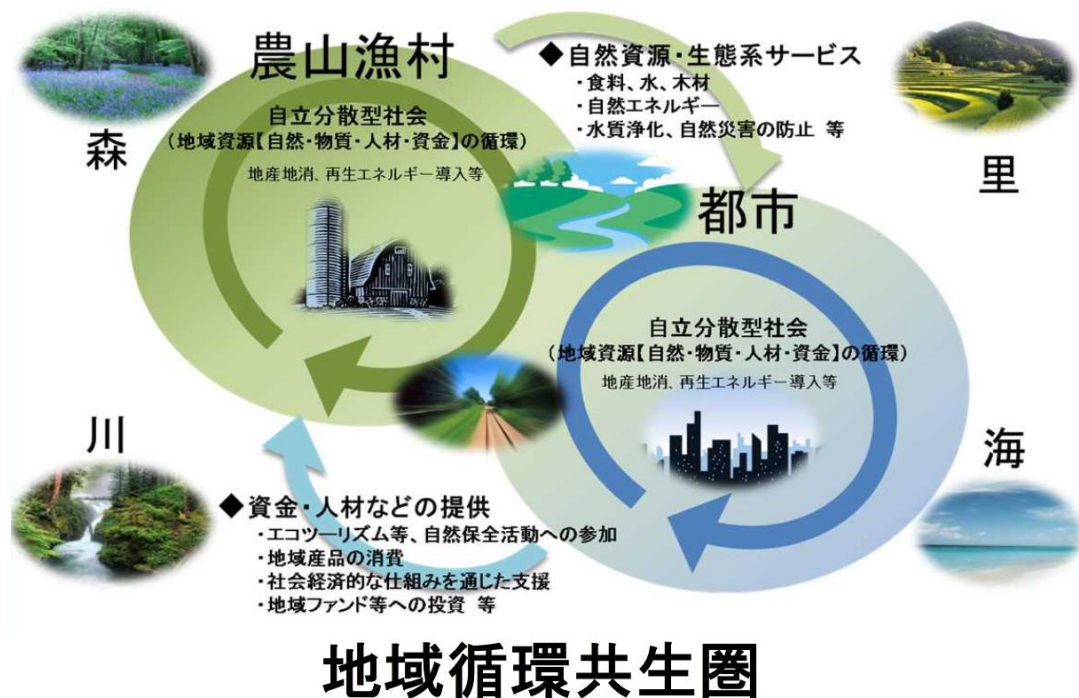 農山漁村
自立分散型社会
(地域資源【自然・物質・人材・資金】の循環)
地産地消、再生エネルギー導入等
◆自然資源・生態系サービス
・食料、水、木材
・自然エネルギー
・水質浄化、自然災害の防止 等
森
里
都市
自立分散型社会
(地域資源【自然・物質・人材・資金】の循環)
地産地消、再生エネルギー導入等
川
海
◆資金・人材などの提供
・エコツーリズム等、自然保全活動への参加
・地域産品の消費
・社会経済的な仕組みを通じた支援
・地域ファンド等への投資 等
地域循環共生圏